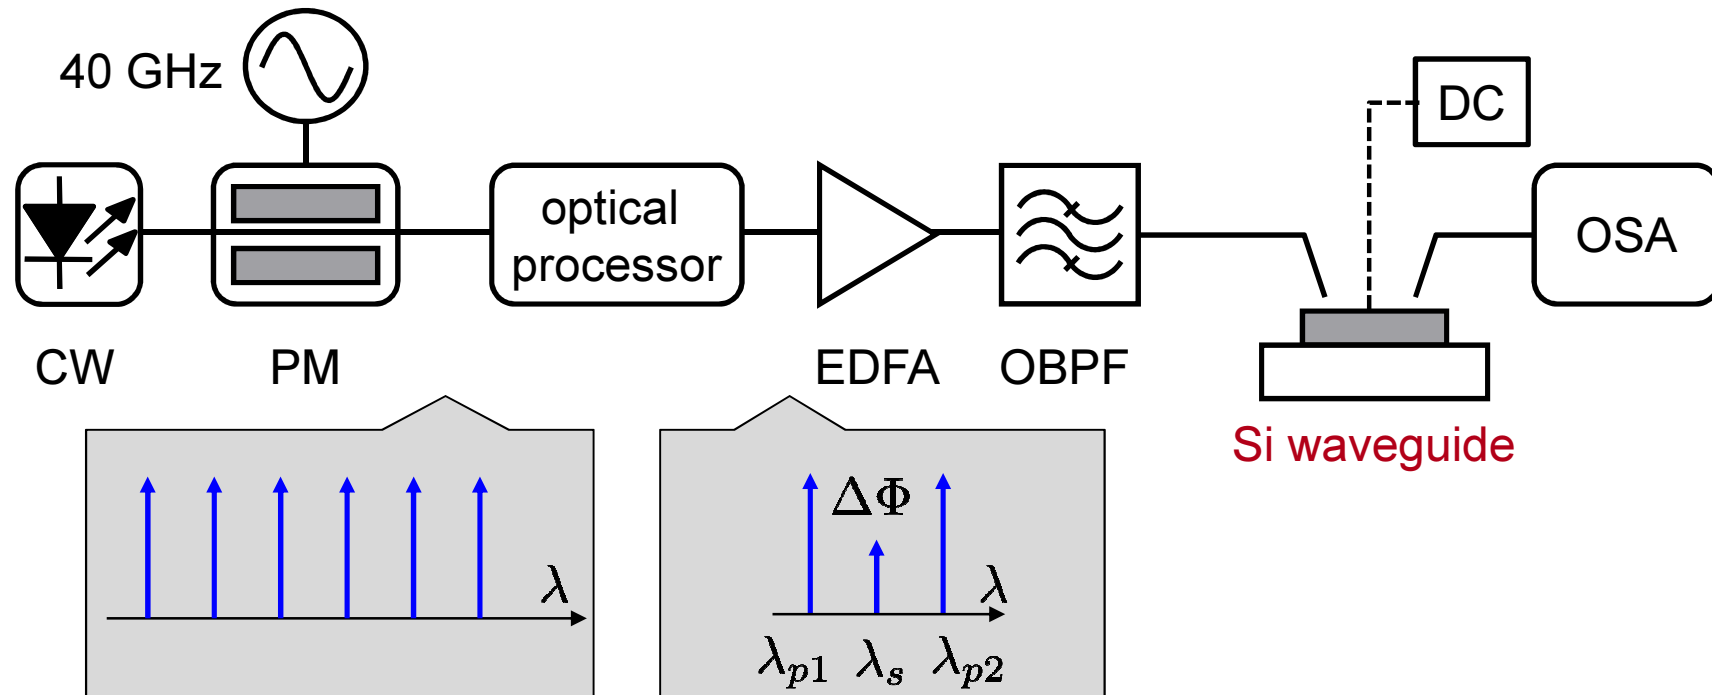 40 GHz
DC
optical
processor
OSA
CW
PM
EDFA
OBPF
Si waveguide
ΔΦ
λ
λ
λp1 λs λp2